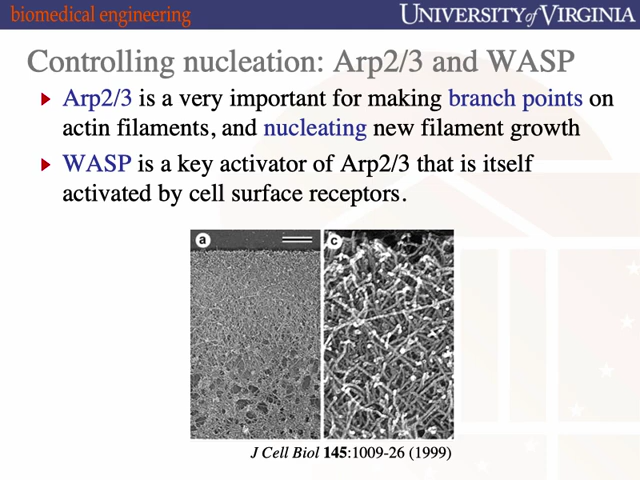 biomedical engineering
UNIVERSITY of VIRGINIA
Controlling nucleation: Arp2/3 and WASP
Arp2/3 is a very important for making branch points on
actin filaments, and nucleating new filament growth
WASP is a key activator of Arp2/3 that is itself
activated by cell surface receptors.
a
c
J Cell Biol 145:1009-26 (1999)